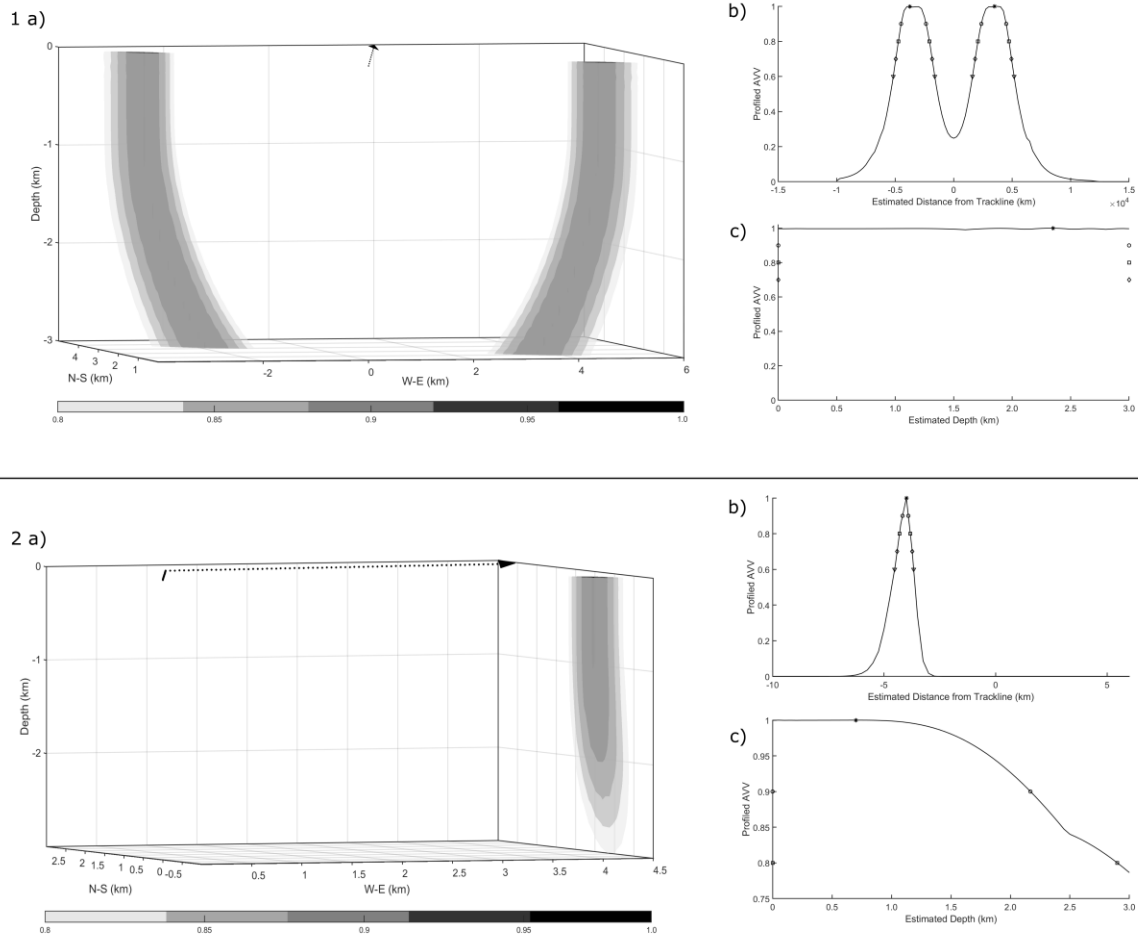 1 a)
0
-1
-2
-3
Depth (km)
4 3 2 1
N-S (km)
-2 0 2 4 6
W-E (km)
0.8 0.85 0.9 0.95 1.0
b)
1
0.8
0.6
0.4
0.2
0
Profiled AVV
-1.5 -1 -0.5 0 0.5 1 1.5
×10⁴
Estimated Distance from Trackline (km)
c)
1
0.8
0.6
0.4
0.2
0
Profiled AVV
0 0.5 1 1.5 2.0 2.5 3.0
Estimated Depth (km)
2 a)
0
-1
-2
Depth (km)
2.5 2 1.5 1 0.5 0 -0.5
N-S (km)
0.5 1 1.5 2 2.5 3 3.5 4 4.5
W-E (km)
0.8 0.85 0.9 0.95 1.0
b)
1
0.8
0.6
0.4
0.2
0
Profiled AVV
-10 -5 0 5
Estimated Distance from Trackline (km)
c)
1
0.95
0.9
0.85
0.8
0.75
Profiled AVV
0 0.5 1.0 1.5 2.0 2.5 3.0
Estimated Depth (km)